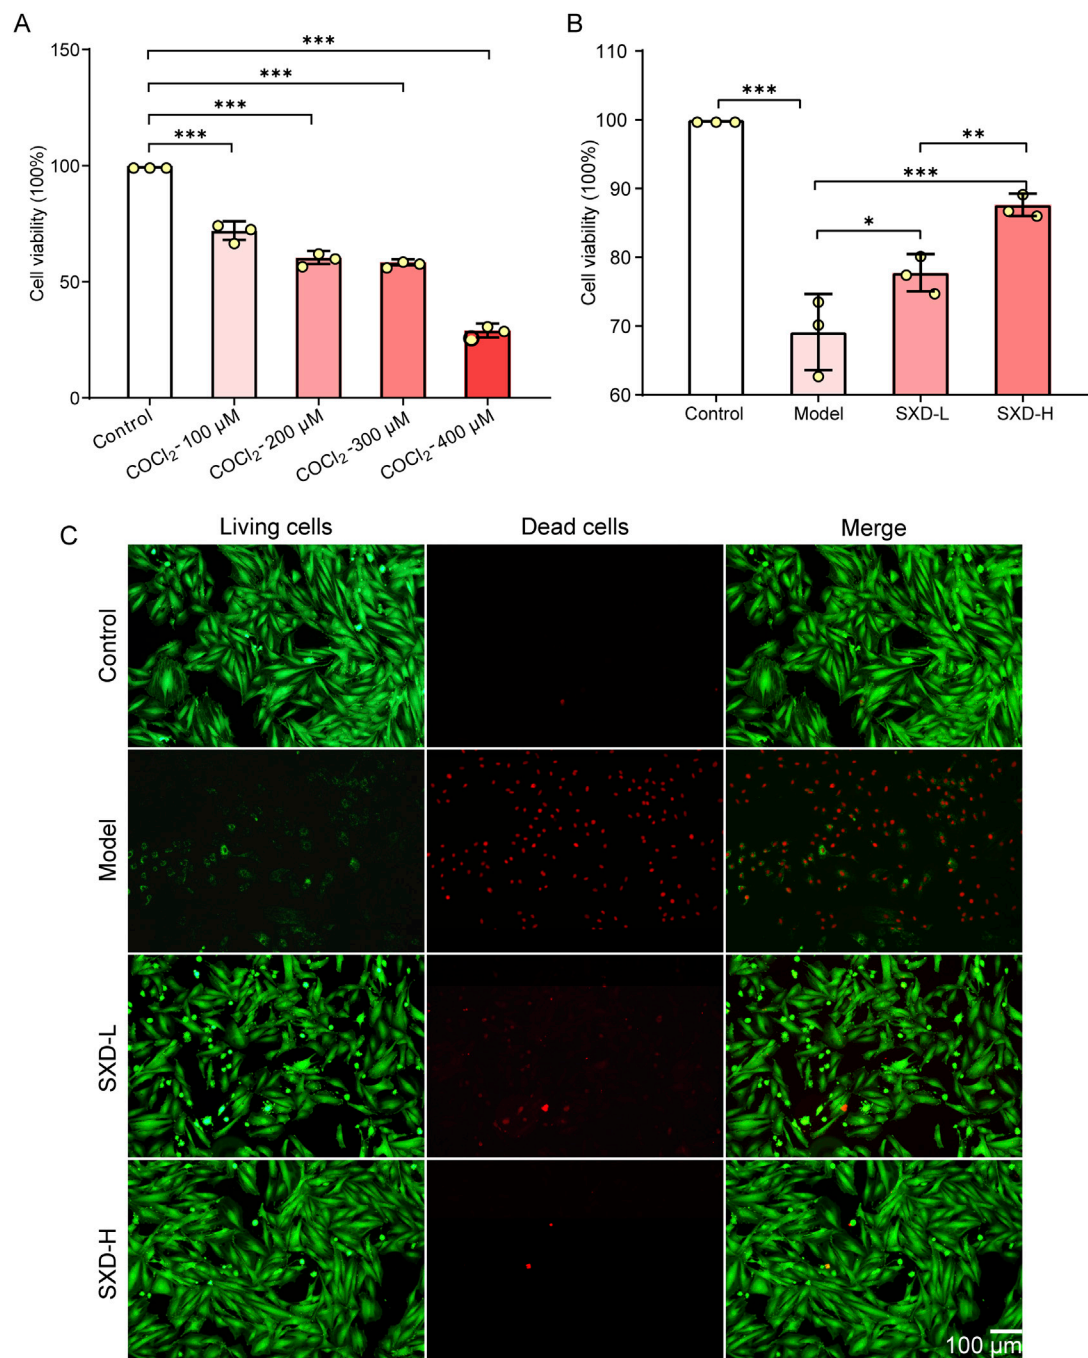 A
150
100
50
0
Cell viability (100%)
***
***
***
***
Control
COCl₂-100 μM
COCl₂-200 μM
COCl₂-300 μM
COCl₂-400 μM
B
110
100
90
80
70
60
Cell viability (100%)
***
**
***
*
Control
Model
SXD-L
SXD-H
C
Living cells
Dead cells
Merge
Control
Model
SXD-L
SXD-H
100 μm